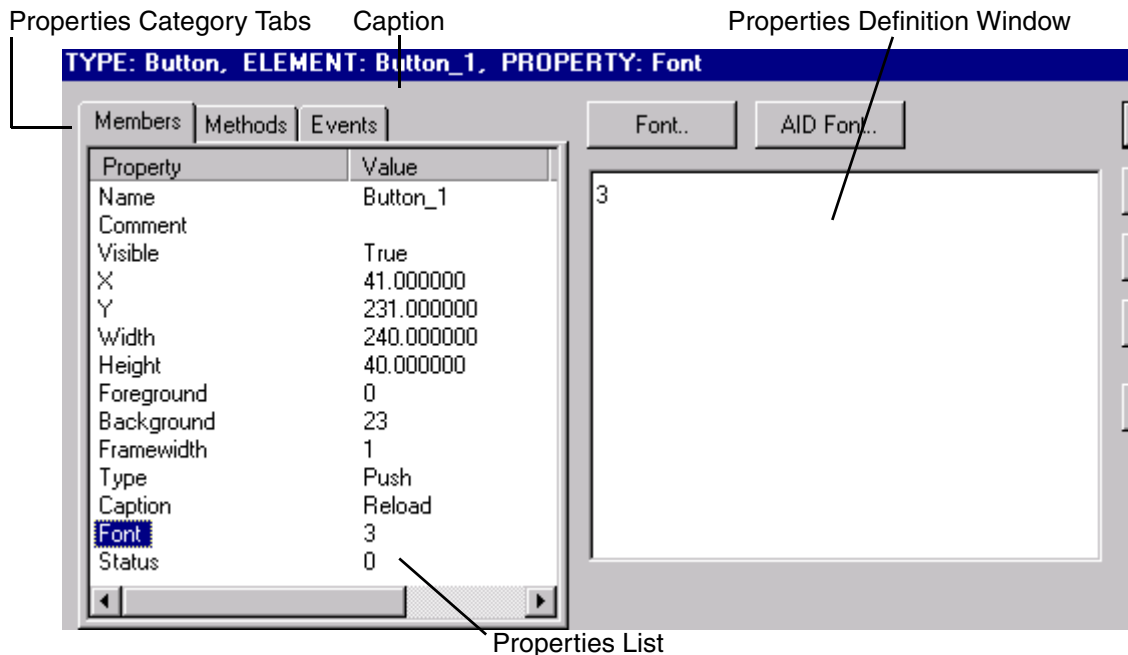 Properties Category Tabs
Caption
Properties Definition Window
TYPE: Button, ELEMENT: Button_1, PROPERTY: Font
Members Methods Events
Font.. AID Font..
Property Value
Name Button_1
Comment
Visible True
X 41.000000
Y 231.000000
Width 240.000000
Height 40.000000
Foreground 0
Background 23
Framewidth 1
Type Push
Caption Reload
Font 3
Status 0
3
Properties List